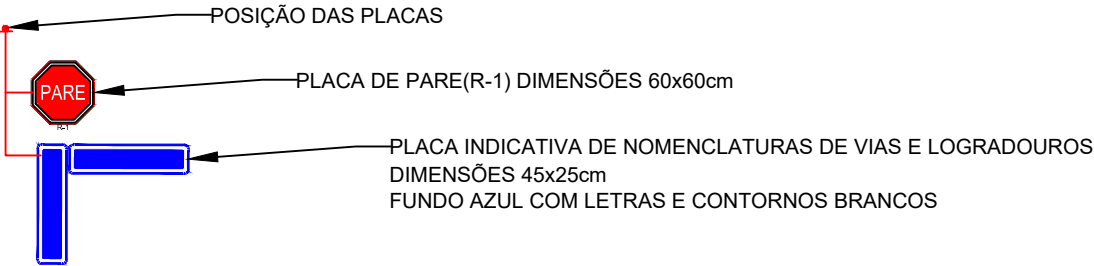 POSIÇÃO DAS PLACAS
PLACA DE PARE(R-1) DIMENSÕES 60x60cm
PARE
R-1
PLACA INDICATIVA DE NOMENCLATURAS DE VIAS E LOGRADOUROS
DIMENSÕES 45x25cm
FUNDO AZUL COM LETRAS E CONTORNOS BRANCOS